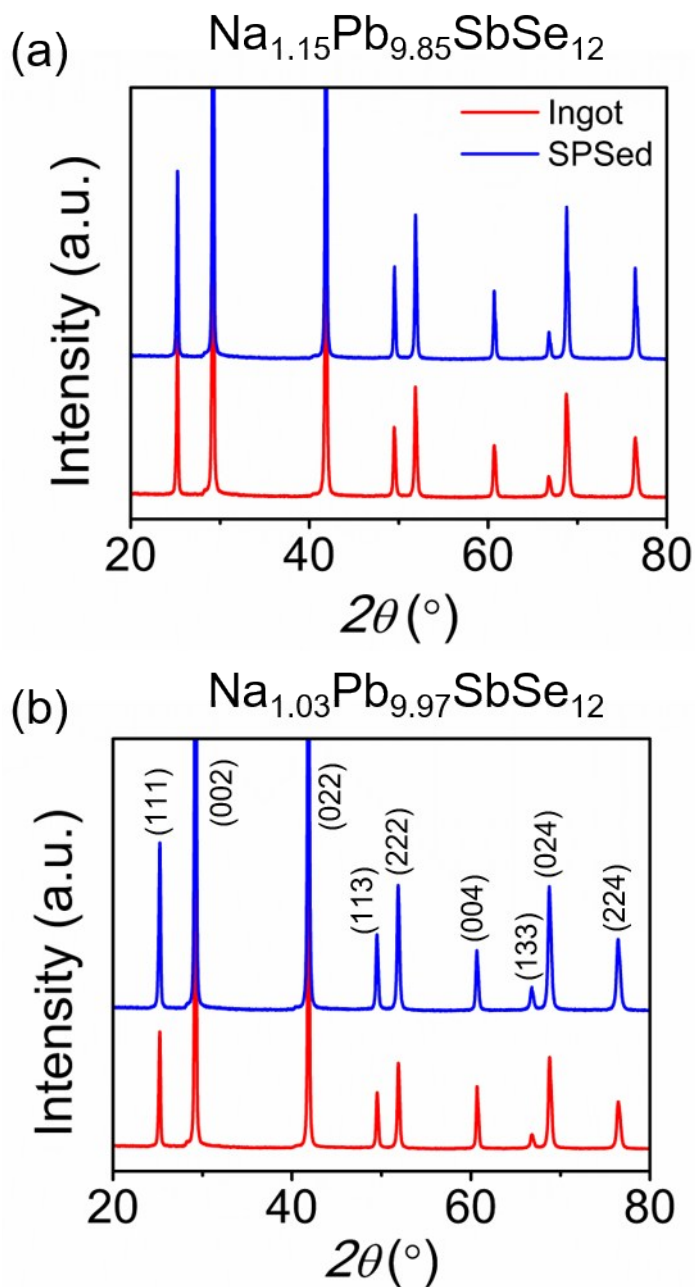 (a) Na₁.₁₅Pb₉.₈₅SbSe₁₂
Ingot
SPSed
Intensity (a.u.)
20 40 60 80
2θ (°)
(b) Na₁.₀₃Pb₉.₉₇SbSe₁₂
(111)
(002)
(022)
(113)
(222)
(004)
(133)
(024)
(224)
Intensity (a.u.)
20 40 60 80
2θ (°)